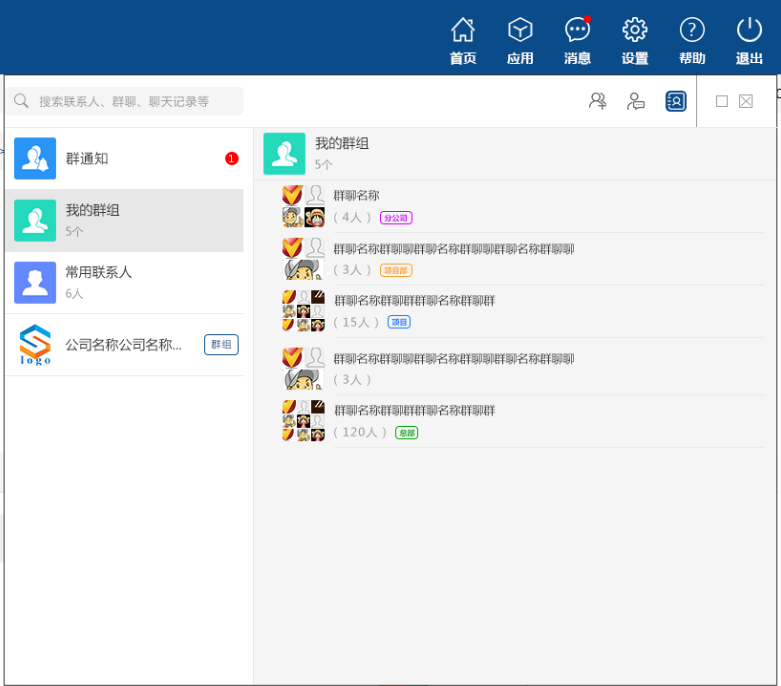 首页 应用 消息 设置 帮助 退出
搜索联系人、群聊、聊天记录等
群通知 1
我的群组
5个
常用联系人
6人
logo
公司名称公司名称... 群组
我的群组
5个
群聊名称
( 4人 ) 分公司
群聊名称群聊聊群聊名称群聊聊群聊名称群聊聊
( 3人 ) 项目部
群聊名称群聊群群聊名称群聊群
( 15人 ) 项目
群聊名称群聊聊群聊名称群聊聊群聊名称群聊聊
( 3人 )
群聊名称群聊群群聊名称群聊群
( 120人 ) 总部